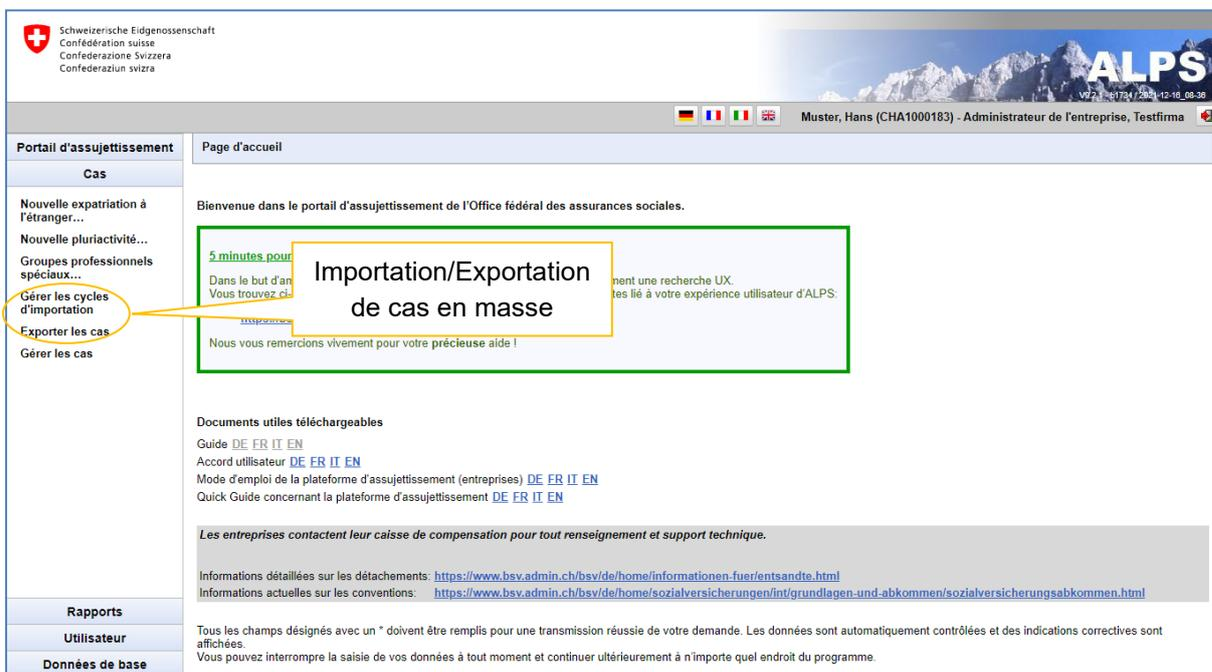 Schweizerische Eidgenossenschaft
Confédération suisse
Confederazione Svizzera
Confederaziun svizra
ALPS
2021-12-16_08-36
Muster, Hans (CHA1000183) - Administrateur de l'entreprise, Testfirma
Portail d'assujettissement
Page d'accueil
Cas
Nouvelle expatriation à
l'étranger…
Nouvelle pluriactivité…
Groupes professionnels
spéciaux…
Gérer les cycles
d'importation
Exporter les cas
Gérer les cas
Bienvenue dans le portail d'assujettissement de l'Office fédéral des assurances sociales.
5 minutes pour
Importation/Exportation
de cas en masse
Dans le but d'am ment une recherche UX.
Vous trouvez ci- tes lié à votre expérience utilisateur d'ALPS:
Nous vous remercions vivement pour votre précieuse aide !
Documents utiles téléchargeables
Guide DE FR IT EN
Accord utilisateur DE FR IT EN
Mode d'emploi de la plateforme d'assujettissement (entreprises) DE FR IT EN
Quick Guide concernant la plateforme d'assujettissement DE FR IT EN
Les entreprises contactent leur caisse de compensation pour tout renseignement et support technique.
Informations détaillées sur les détachements: https://www.bsv.admin.ch/bsv/de/home/informationen-fuer/entsandte.html
Informations actuelles sur les conventions: https://www.bsv.admin.ch/bsv/de/home/sozialversicherungen/int/grundlagen-und-abkommen/sozialversicherungsabkommen.html
Rapports
Utilisateur
Données de base
Tous les champs désignés avec un * doivent être remplis pour une transmission réussie de votre demande. Les données sont automatiquement contrôlées et des indications correctives sont
affichées.
Vous pouvez interrompre la saisie de vos données à tout moment et continuer ultérieurement à n'importe quel endroit du programme.